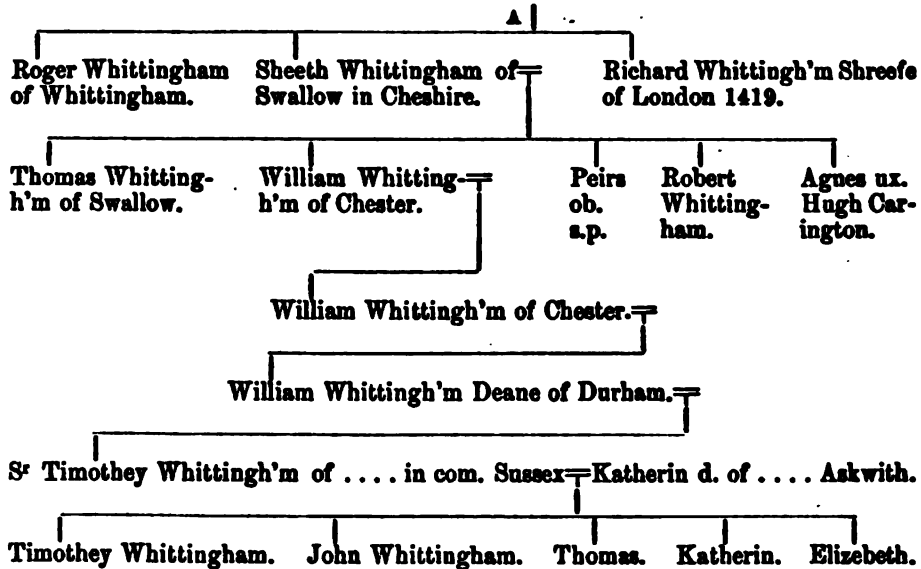 A
Roger Whittingham
of Whittingham.
Sheeth Whittingham of
Swallow in Cheshire.
Richard Whittingh'm Shreefe
of London 1419.
Thomas Whitting-
h'm of Swallow.
William Whitting-
h'm of Chester.
Peirs
ob.
s.p.
Robert
Whitting-
ham.
Agnes ux.
Hugh Car-
ington.
William Whittingh'm of Chester.
William Whittingh'm Deane of Durham.
Sr Timothey Whittingh'm of .... in com. Sussex=Katherin d. of .... Askwith.
Timothey Whittingham. John Whittingham. Thomas. Katherin. Elizebeth.